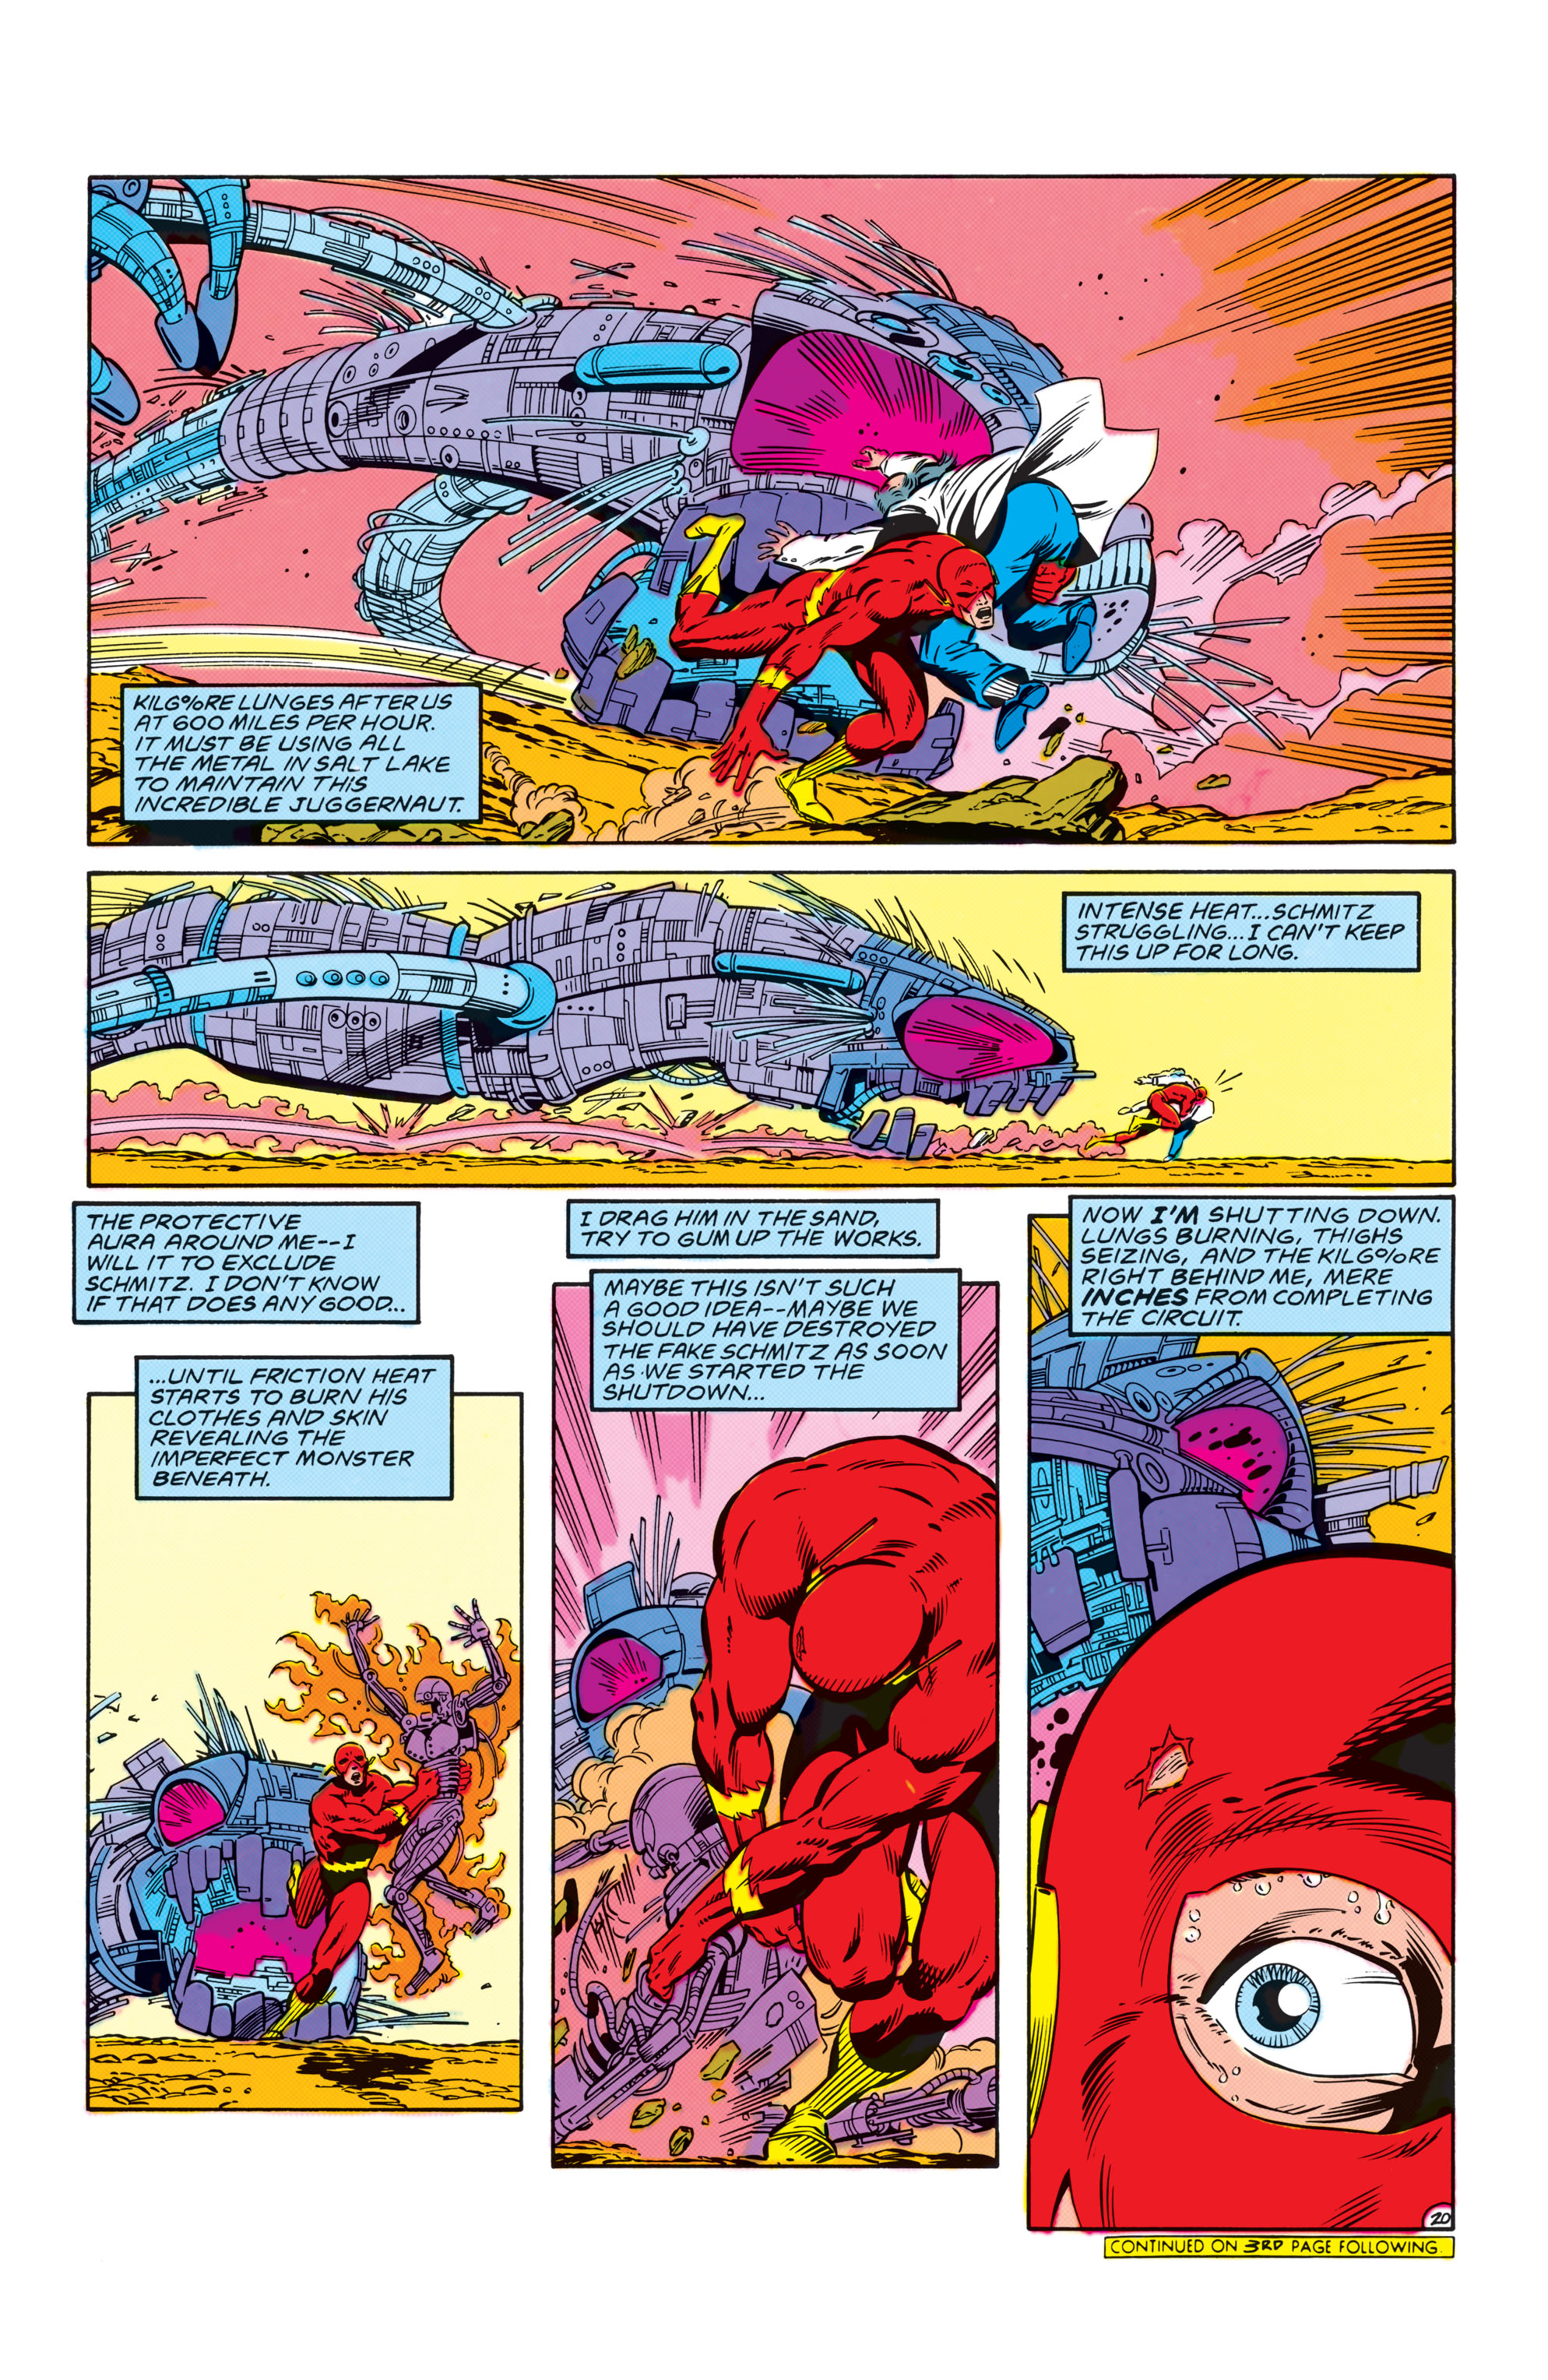 KILG%RE LUNGES AFTER US
AT 600 MILES PER HOUR.
IT MUST BE USING ALL
THE METAL IN SALT LAKE
TO MAINTAIN THIS
INCREDIBLE JUGGERNAUT.
INTENSE HEAT...SCHMITZ
STRUGGLING...I CAN'T KEEP
THIS UP FOR LONG.
THE PROTECTIVE
AURA AROUND ME--I
WILL IT TO EXCLUDE
SCHMITZ. I DON'T KNOW
IF THAT DOES ANY GOOD...
...UNTIL FRICTION HEAT
STARTS TO BURN HIS
CLOTHES AND SKIN
REVEALING THE
IMPERFECT MONSTER
BENEATH.
I DRAG HIM IN THE SAND,
TRY TO GUM UP THE WORKS.
MAYBE THIS ISN'T SUCH
A GOOD IDEA--MAYBE WE
SHOULD HAVE DESTROYED
THE FAKE SCHMITZ AS SOON
AS WE STARTED THE
SHUTDOWN...
NOW I'M SHUTTING DOWN.
LUNGS BURNING, THIGHS
SEIZING, AND THE KILG%RE
RIGHT BEHIND ME, MERE
INCHES FROM COMPLETING
THE CIRCUIT.
20
CONTINUED ON 3RD PAGE FOLLOWING.